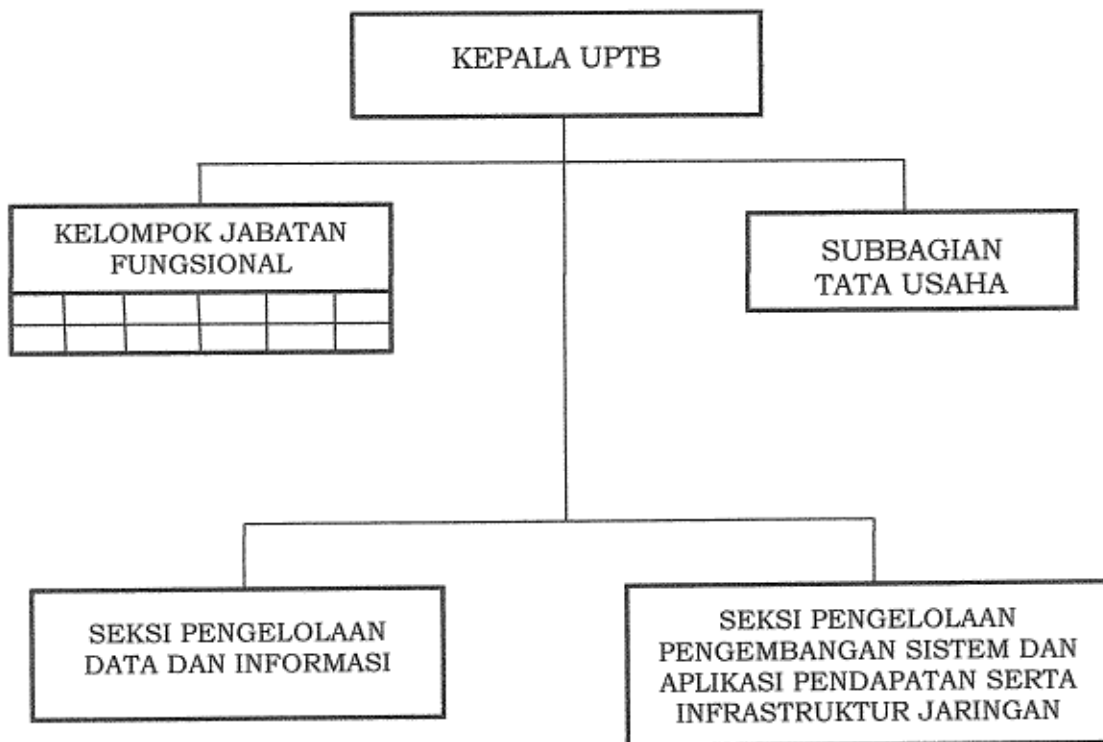 KEPALA UPTB
KELOMPOK JABATAN
FUNGSIONAL
SUBBAGIAN
TATA USAHA
SEKSI PENGELOLAAN
DATA DAN INFORMASI
SEKSI PENGELOLAAN
PENGEMBANGAN SISTEM DAN
APLIKASI PENDAPATAN SERTA
INFRASTRUKTUR JARINGAN